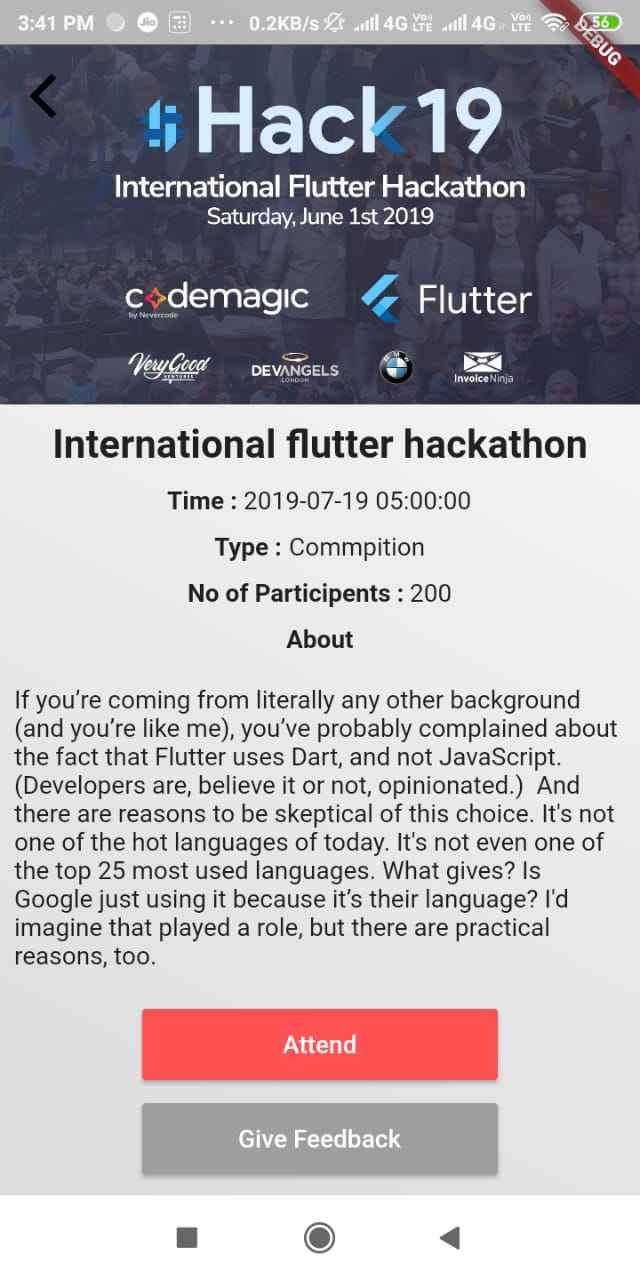 3:41 PM Jio ... 0.2KB/s 4G Vo) LTE 4G Vo) LTE 56
DEBUG
#Hack19
International Flutter Hackathon
Saturday, June 1st 2019
codemagic
by Nevercode
Flutter
VeryGood
VENTURES
DEVANGELS
.LONDON
BMW
InvoiceNinja
International flutter hackathon
Time : 2019-07-19 05:00:00
Type : Commpition
No of Participents : 200
About
If you’re coming from literally any other background
(and you’re like me), you’ve probably complained about
the fact that Flutter uses Dart, and not JavaScript.
(Developers are, believe it or not, opinionated.)  And
there are reasons to be skeptical of this choice. It's not
one of the hot languages of today. It's not even one of
the top 25 most used languages. What gives? Is
Google just using it because it’s their language? I'd
imagine that played a role, but there are practical
reasons, too.
Attend
Give Feedback